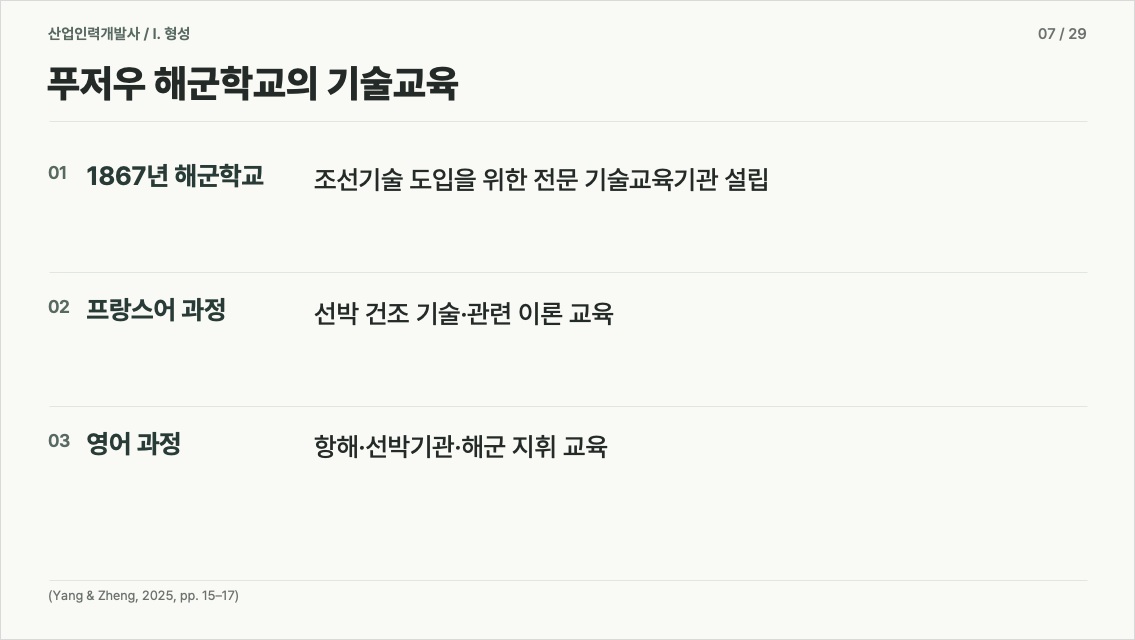 산업인력개발사 / I. 형성
07 / 29
푸저우 해군학교의 기술교육
01 1867년 해군학교 조선기술 도입을 위한 전문 기술교육기관 설립
02 프랑스어 과정 선박 건조 기술·관련 이론 교육
03 영어 과정 항해·선박기관·해군 지휘 교육
(Yang & Zheng, 2025, pp. 15–17)